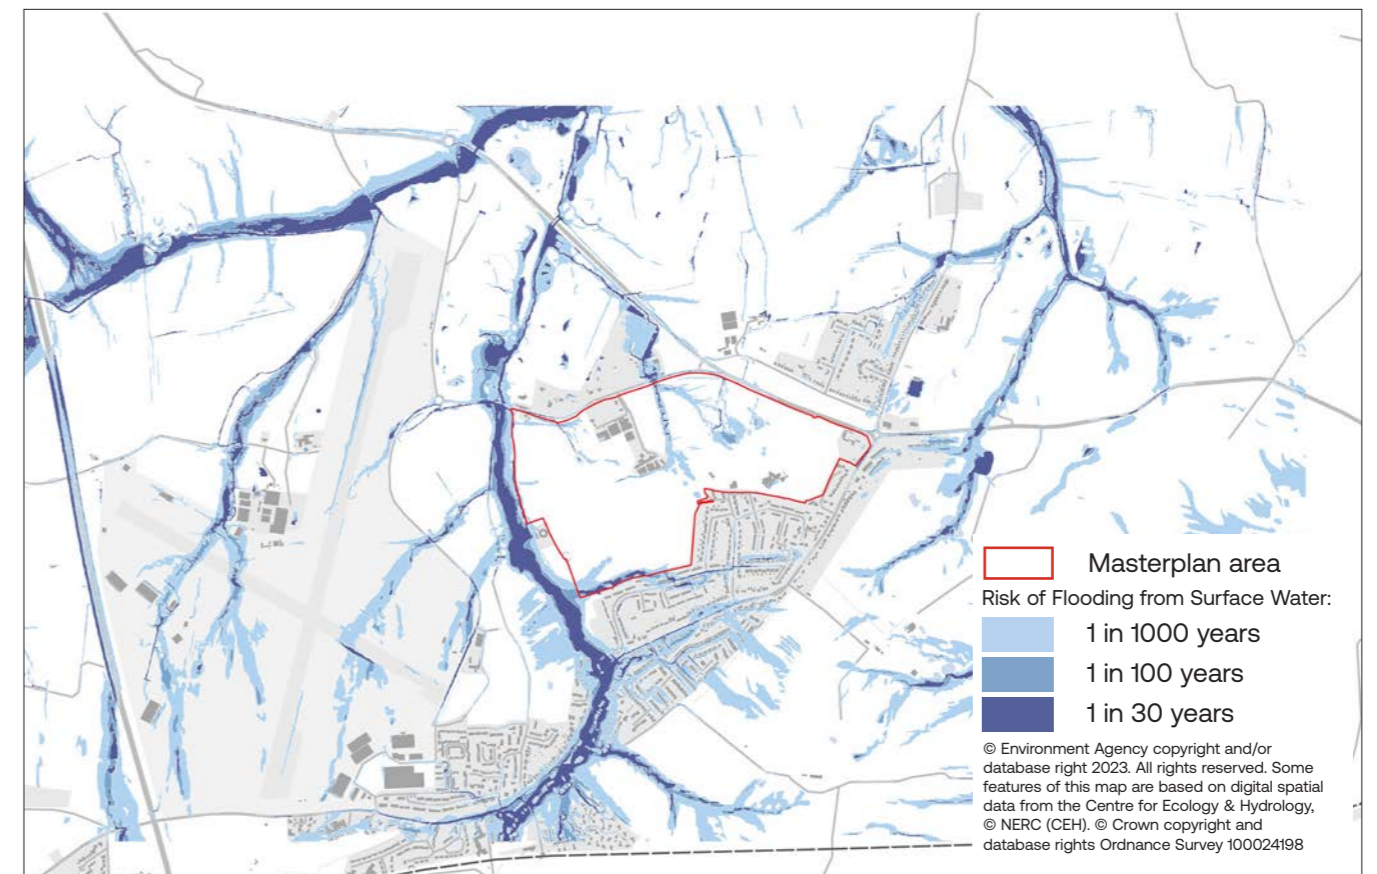 Masterplan area
Risk of Flooding from Surface Water:
1 in 1000 years
1 in 100 years
1 in 30 years
© Environment Agency copyright and/or
database right 2023. All rights reserved. Some
features of this map are based on digital spatial
data from the Centre for Ecology & Hydrology,
© NERC (CEH). © Crown copyright and
database rights Ordnance Survey 100024198